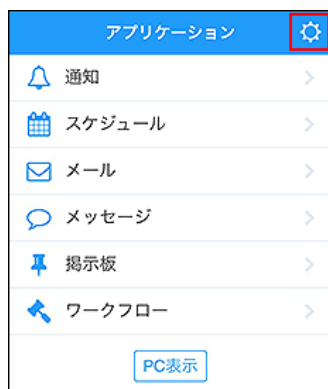 アプリケーション
通知
スケジュール
メール
メッセージ
掲示板
ワークフロー
PC表示